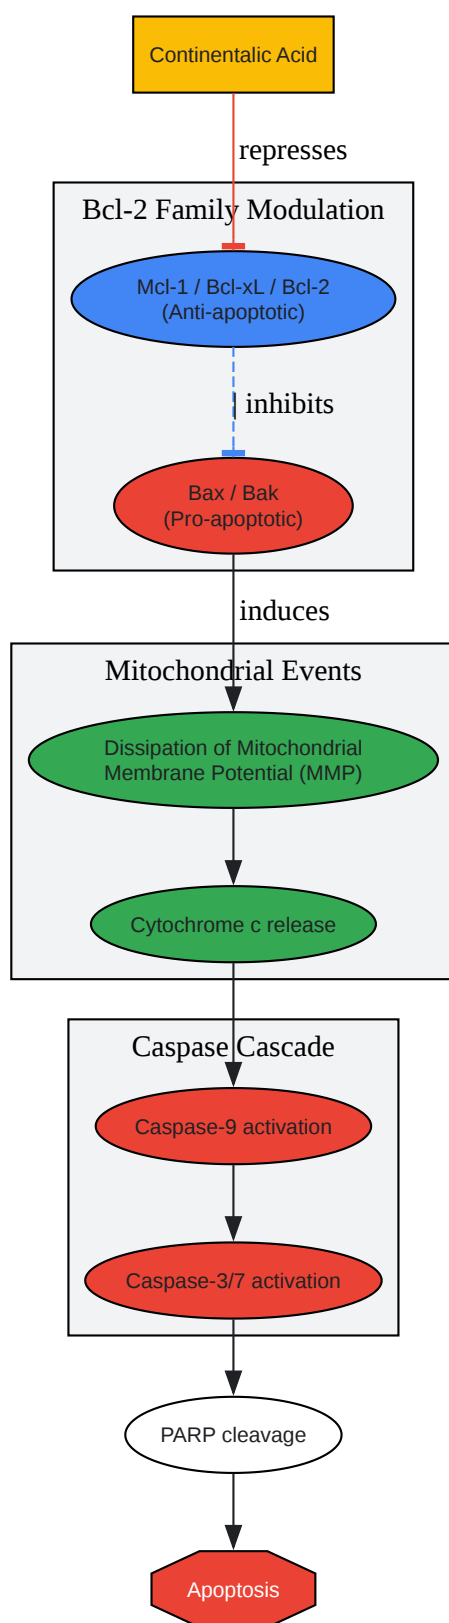 Continentalic Acid
represses
Bcl-2 Family Modulation
Mcl-1 / Bcl-xL / Bcl-2
(Anti-apoptotic)
| inhibits
Bax / Bak
(Pro-apoptotic)
induces
Mitochondrial Events
Dissipation of Mitochondrial
Membrane Potential (MMP)
Cytochrome c release
Caspase Cascade
Caspase-9 activation
Caspase-3/7 activation
PARP cleavage
Apoptosis